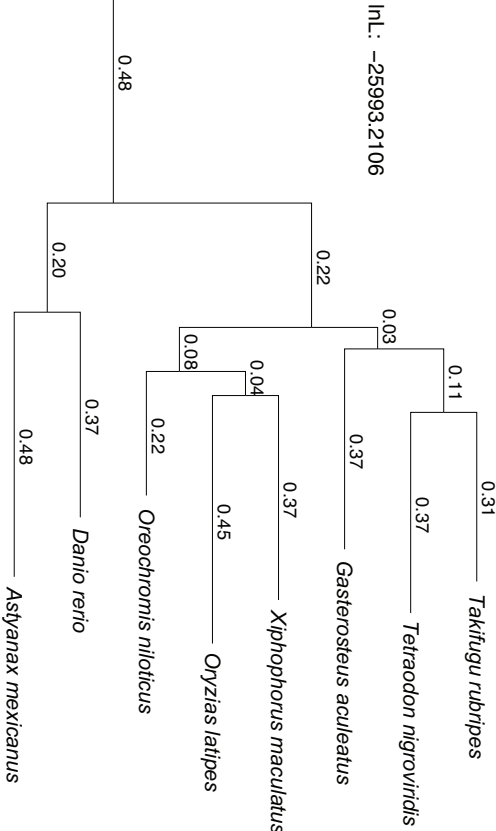 lnL: −25993.2106
0.48
0.22
0.03
0.11
0.31
Takifugu rubripes
0.37
Tetraodon nigroviridis
0.37
Gasterosteus aculeatus
0.08
0.04
0.37
Xiphophorus maculatus
0.45
Oryzias latipes
0.22
Oreochromis niloticus
0.20
0.37
Danio rerio
0.48
Astyanax mexicanus